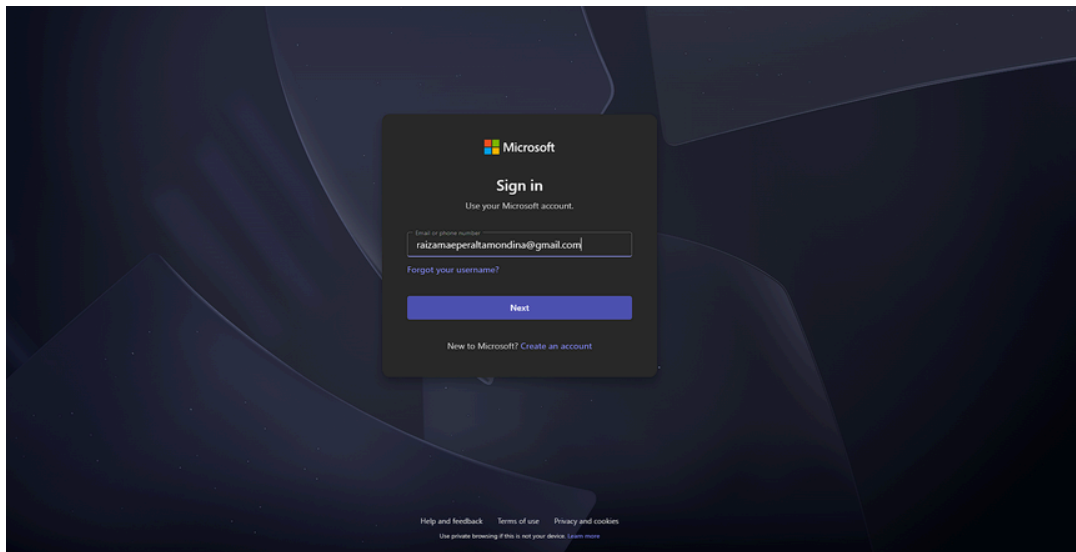 Microsoft
Sign in
Use your Microsoft account.
Email or phone number
raizamaeperaltamondina@gmail.com
Forgot your username?
Next
New to Microsoft? Create an account
Help and feedback Terms of use Privacy and cookies
Use private browsing if this is not your device. Learn more